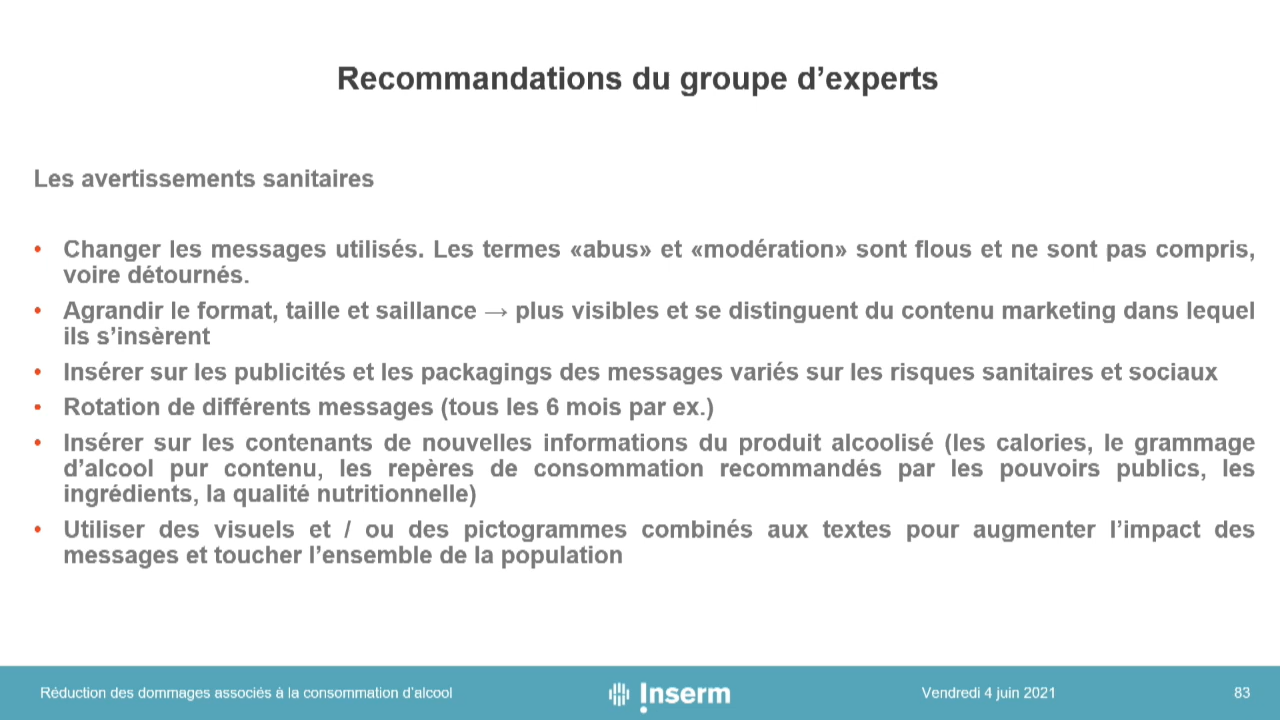 Recommandations du groupe d’experts
Les avertissements sanitaires
• Changer les messages utilisés. Les termes «abus» et «modération» sont flous et ne sont pas compris,
voire détournés.
• Agrandir le format, taille et saillance → plus visibles et se distinguent du contenu marketing dans lequel
ils s’insèrent
• Insérer sur les publicités et les packagings des messages variés sur les risques sanitaires et sociaux
• Rotation de différents messages (tous les 6 mois par ex.)
• Insérer sur les contenants de nouvelles informations du produit alcoolisé (les calories, le grammage
d’alcool pur contenu, les repères de consommation recommandés par les pouvoirs publics, les
ingrédients, la qualité nutritionnelle)
• Utiliser des visuels et / ou des pictogrammes combinés aux textes pour augmenter l’impact des
messages et toucher l’ensemble de la population
Réduction des dommages associés à la consommation d’alcool
Inserm
Vendredi 4 juin 2021
83